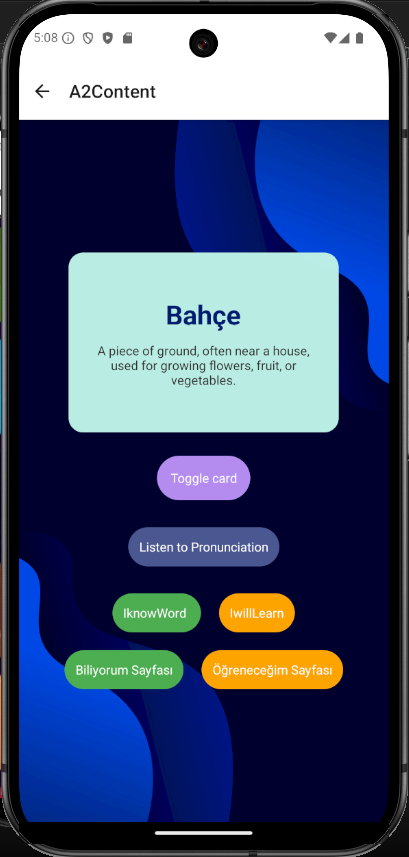 5:08
A2Content
Bahçe
A piece of ground, often near a house,
used for growing flowers, fruit, or
vegetables.
Toggle card
Listen to Pronunciation
IknowWord
IwillLearn
Biliyorum Sayfası
Öğreneceğim Sayfası